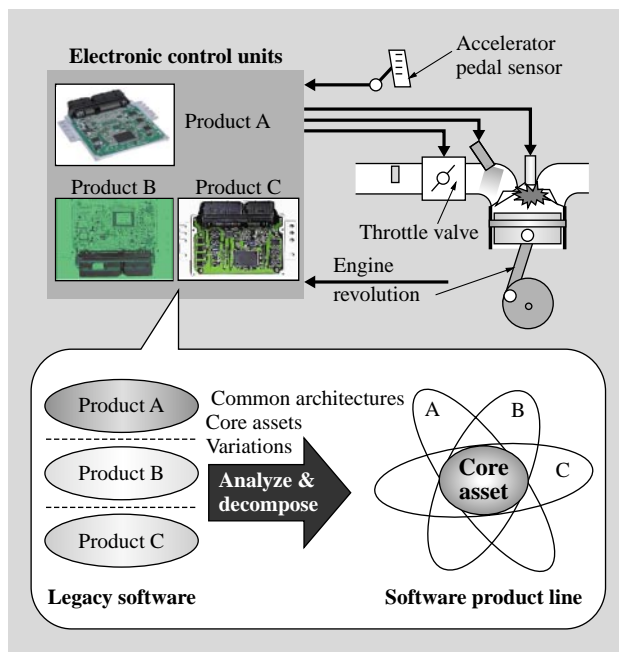 Electronic control units
Accelerator
pedal sensor
Product A
Product B
Product C
Throttle valve
Engine
revolution
Product A
Product B
Product C
Common architectures
Core assets
Variations
Analyze &
decompose
A
B
C
Core
asset
Legacy software
Software product line